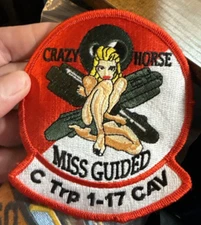 CRAZY HORSE
MISS GUIDED
C Trp 1-17 CAV